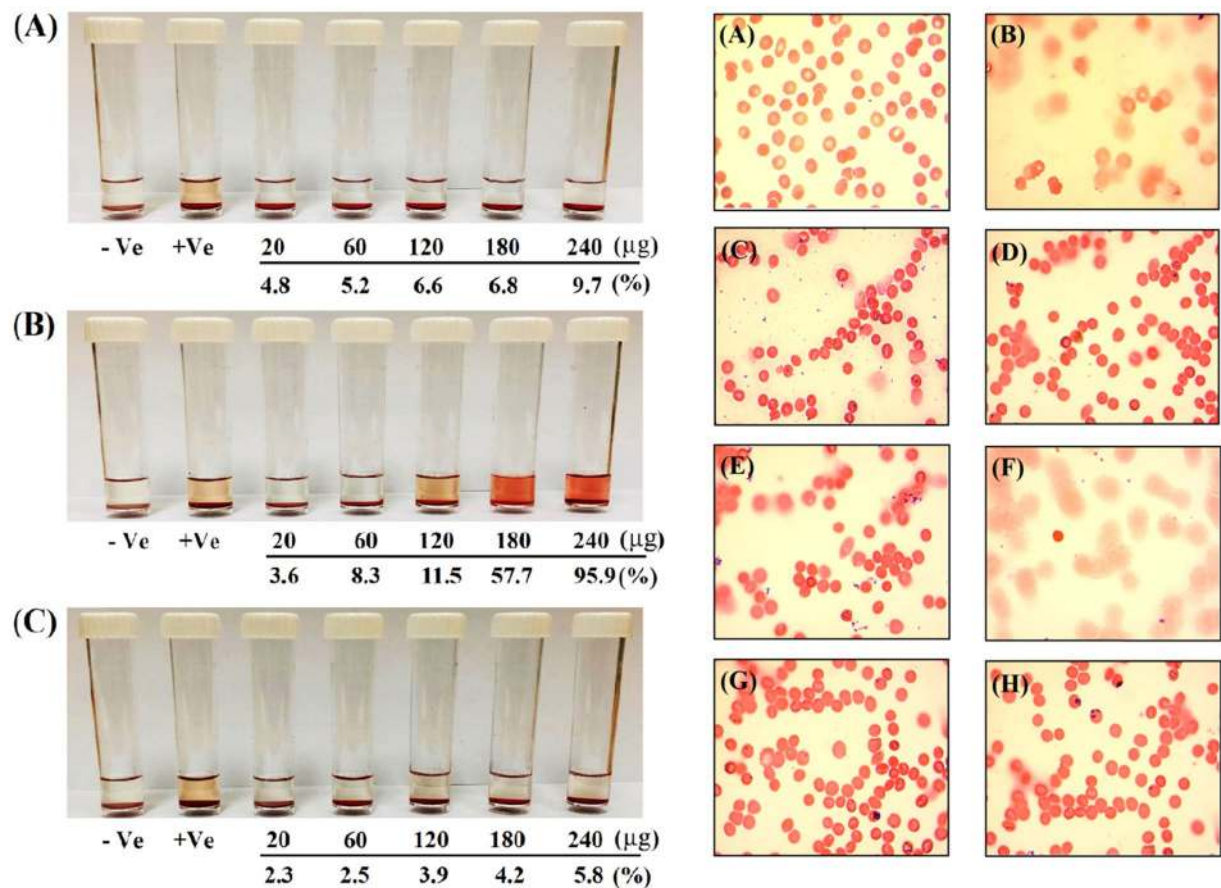 (A)
- Ve +Ve 20 60 120 180 240 (µg)
4.8 5.2 6.6 6.8 9.7 (%)
(B)
- Ve +Ve 20 60 120 180 240 (µg)
3.6 8.3 11.5 57.7 95.9 (%)
(C)
- Ve +Ve 20 60 120 180 240 (µg)
2.3 2.5 3.9 4.2 5.8 (%)
(A) (B)
(C) (D)
(E) (F)
(G) (H)